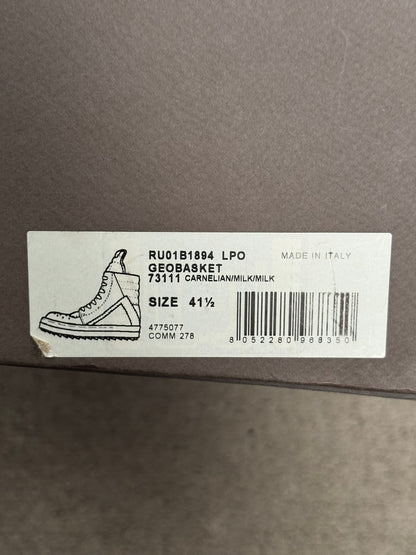 RU01B1894 LPO
MADE IN ITALY
GEOBASKET
73111 CARNELIAN/MILK/MILK
SIZE 41½
4775077
COMM 278
8 052280 968350